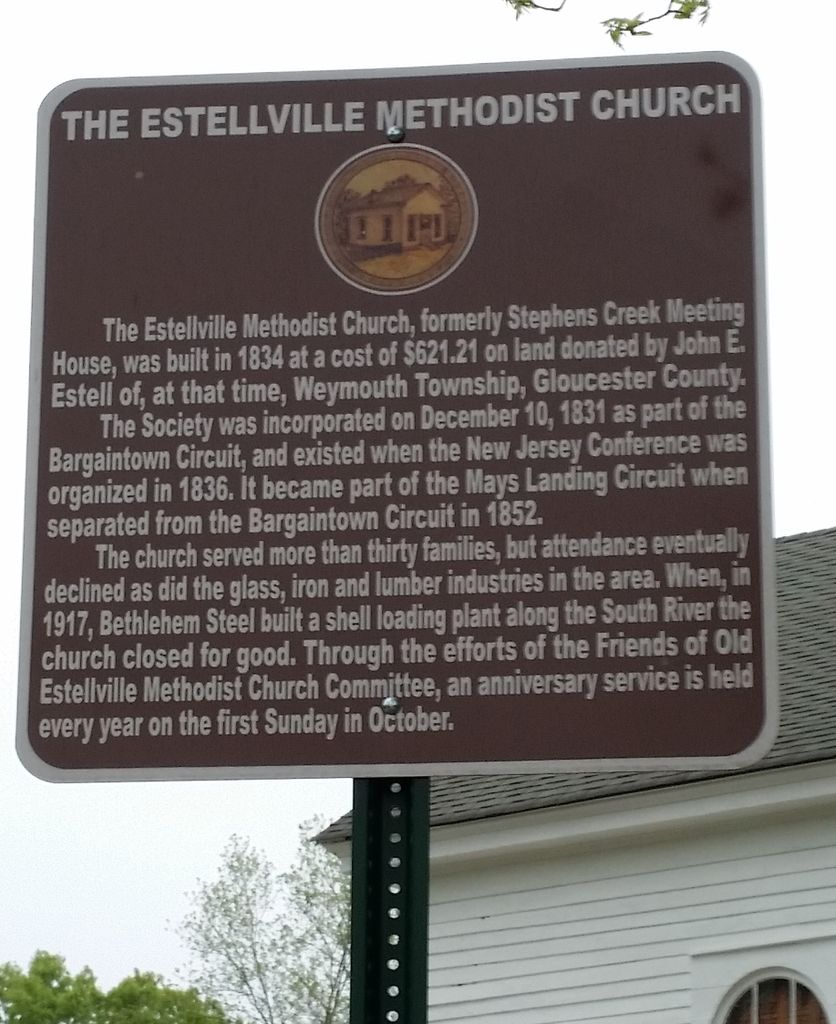 THE ESTELLVILLE METHODIST CHURCH
The Estellville Methodist Church, formerly Stephens Creek Meeting
House, was built in 1834 at a cost of $621.21 on land donated by John E.
Estell of, at that time, Weymouth Township, Gloucester County.
The Society was incorporated on December 10, 1831 as part of the
Bargaintown Circuit, and existed when the New Jersey Conference was
organized in 1836. It became part of the Mays Landing Circuit when
separated from the Bargaintown Circuit in 1852.
The church served more than thirty families, but attendance eventually
declined as did the glass, iron and lumber industries in the area. When, in
1917, Bethlehem Steel built a shell loading plant along the South River the
church closed for good. Through the efforts of the Friends of Old
Estellville Methodist Church Committee, an anniversary service is held
every year on the first Sunday in October.